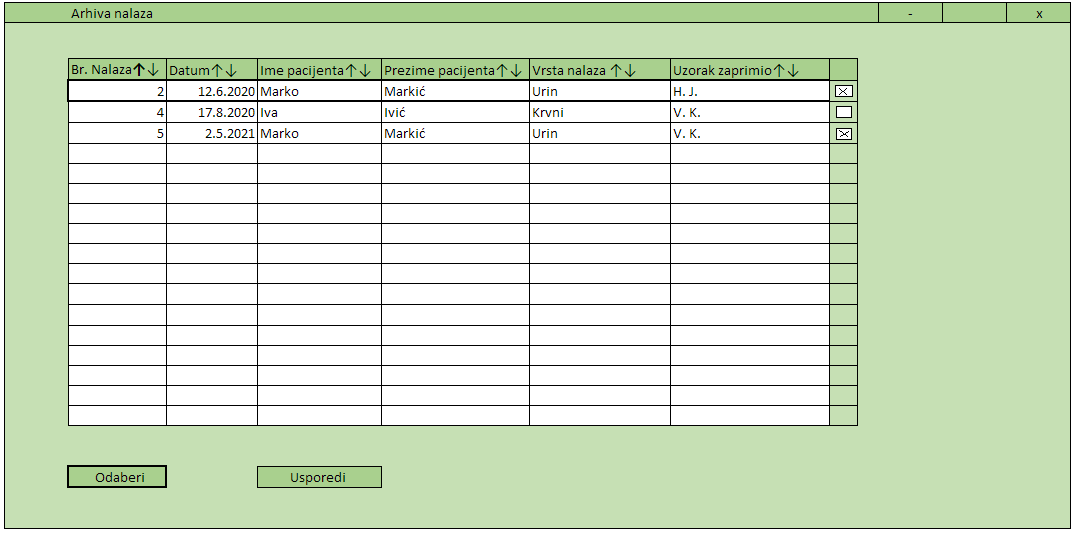 Arhiva nalaza - x
Br. Nalaza↑↓ Datum↑↓ Ime pacijenta↑↓ Prezime pacijenta↑↓ Vrsta nalaza ↑↓ Uzorak zaprimio↑↓
2 12.6.2020 Marko Markić Urin H. J.
4 17.8.2020 Iva Ivić Krvni V. K.
5 2.5.2021 Marko Markić Urin V. K.
Odaberi Usporedi